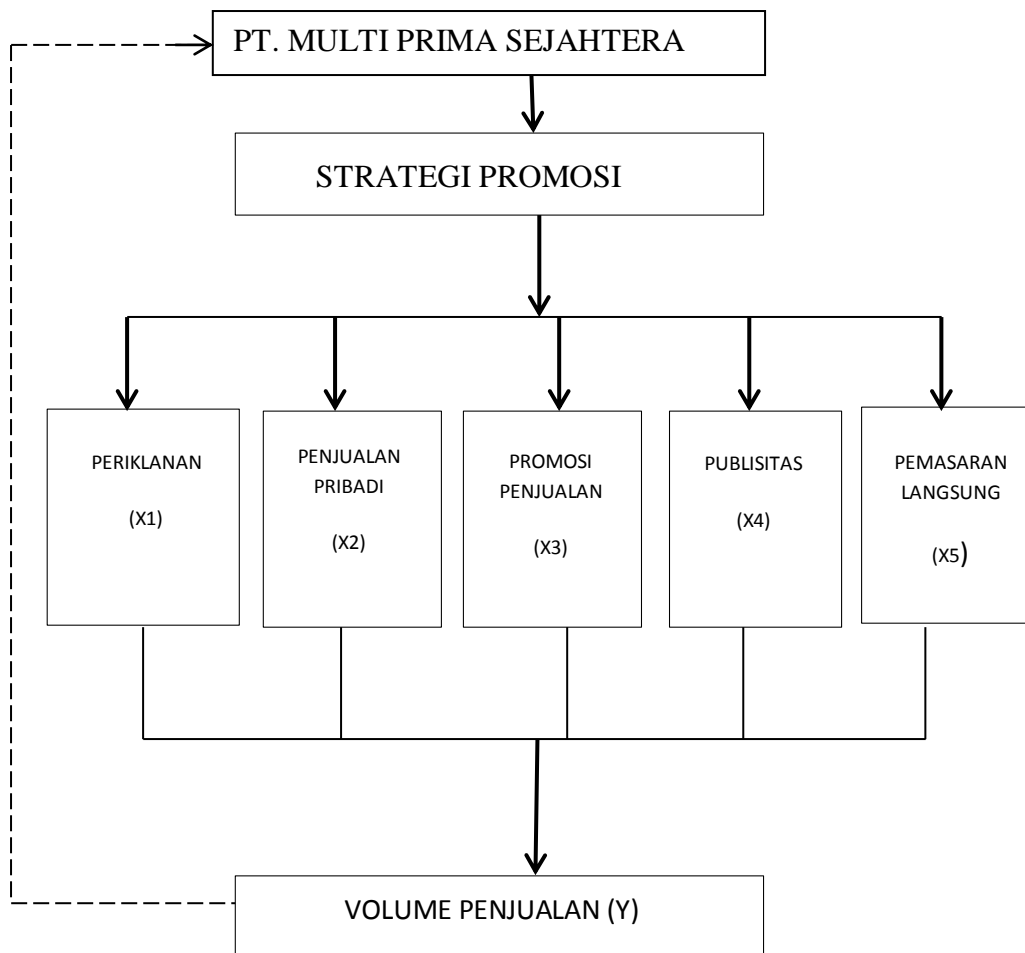 PT. MULTI PRIMA SEJAHTERA
STRATEGI PROMOSI
PERIKLANAN
(X1)
PENJUALAN
PRIBADI
(X2)
PROMOSI
PENJUALAN
(X3)
PUBLISITAS
(X4)
PEMASARAN
LANGSUNG
(X5)
VOLUME PENJUALAN (Y)